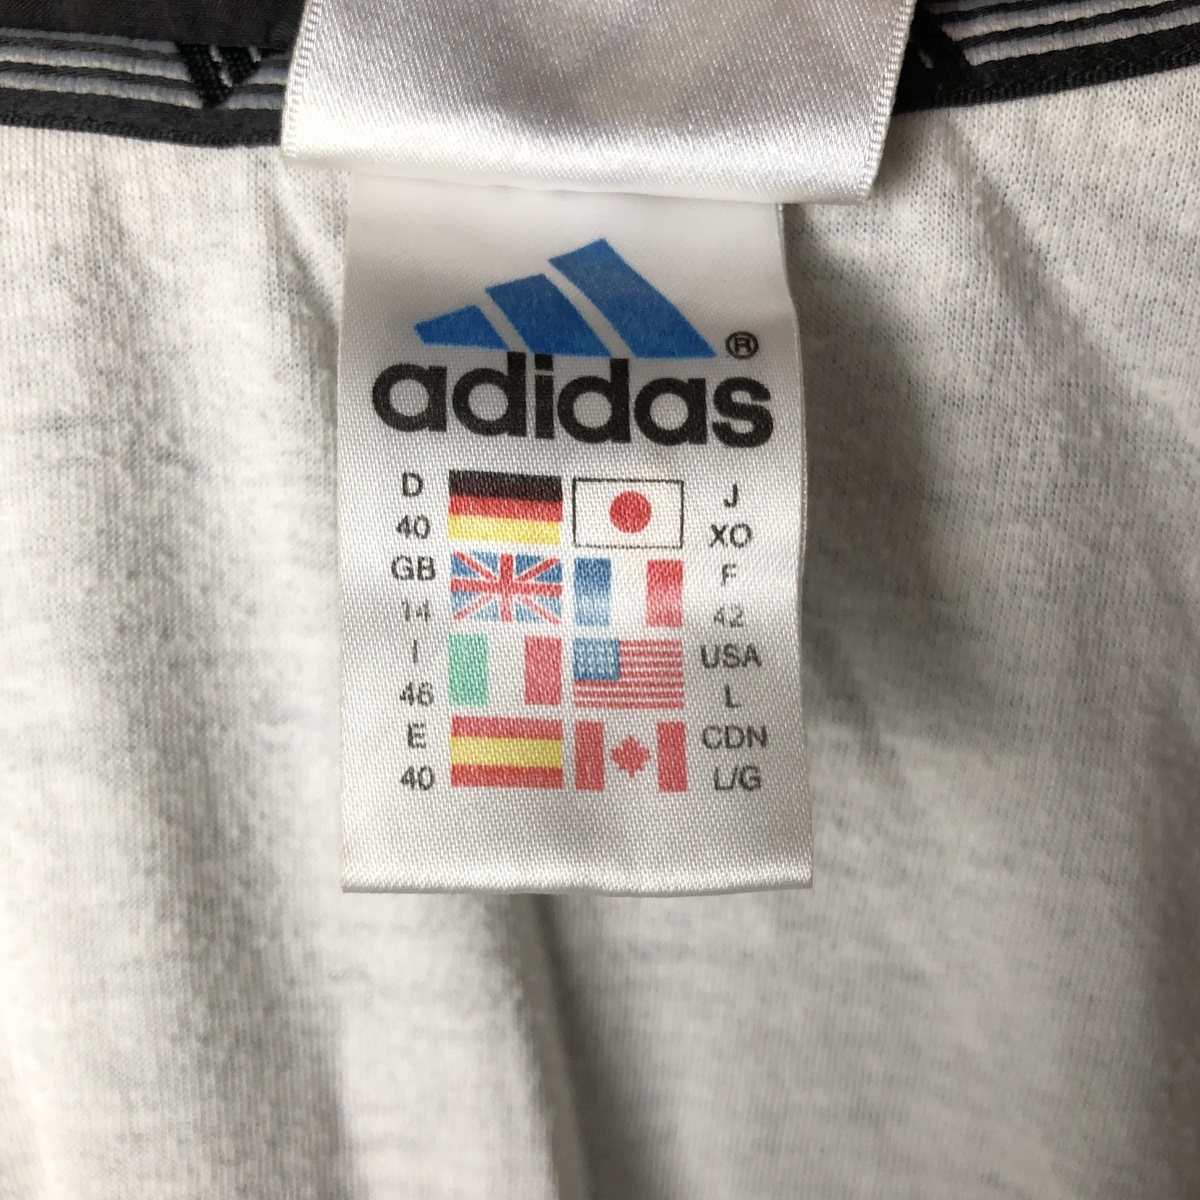 ®
adidas
D
40
GB
14
I
46
E
40
J
XO
F
42
USA
L
CDN
L/G